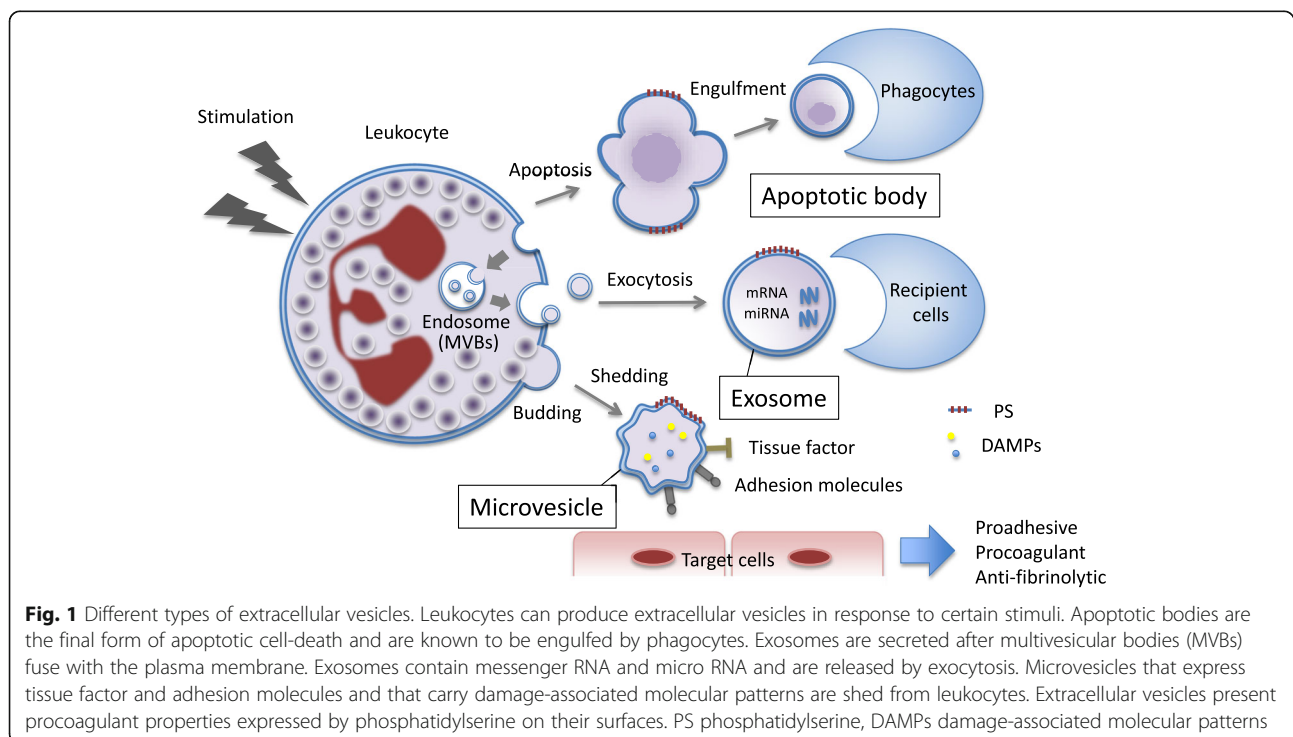 Stimulation
Leukocyte
Apoptosis
Engulfment
Phagocytes
Apoptotic body
Endosome
(MVBs)
Exocytosis
mRNA
miRNA
Recipient
cells
Exosome
Budding
Shedding
Microvesicle
Tissue factor
Adhesion molecules
PS
DAMPs
Target cells
Proadhesive
Procoagulant
Anti-fibrinolytic
Fig. 1 Different types of extracellular vesicles. Leukocytes can produce extracellular vesicles in response to certain stimuli. Apoptotic bodies are
the final form of apoptotic cell-death and are known to be engulfed by phagocytes. Exosomes are secreted after multivesicular bodies (MVBs)
fuse with the plasma membrane. Exosomes contain messenger RNA and micro RNA and are released by exocytosis. Microvesicles that express
tissue factor and adhesion molecules and that carry damage-associated molecular patterns are shed from leukocytes. Extracellular vesicles present
procoagulant properties expressed by phosphatidylserine on their surfaces. PS phosphatidylserine, DAMPs damage-associated molecular patterns